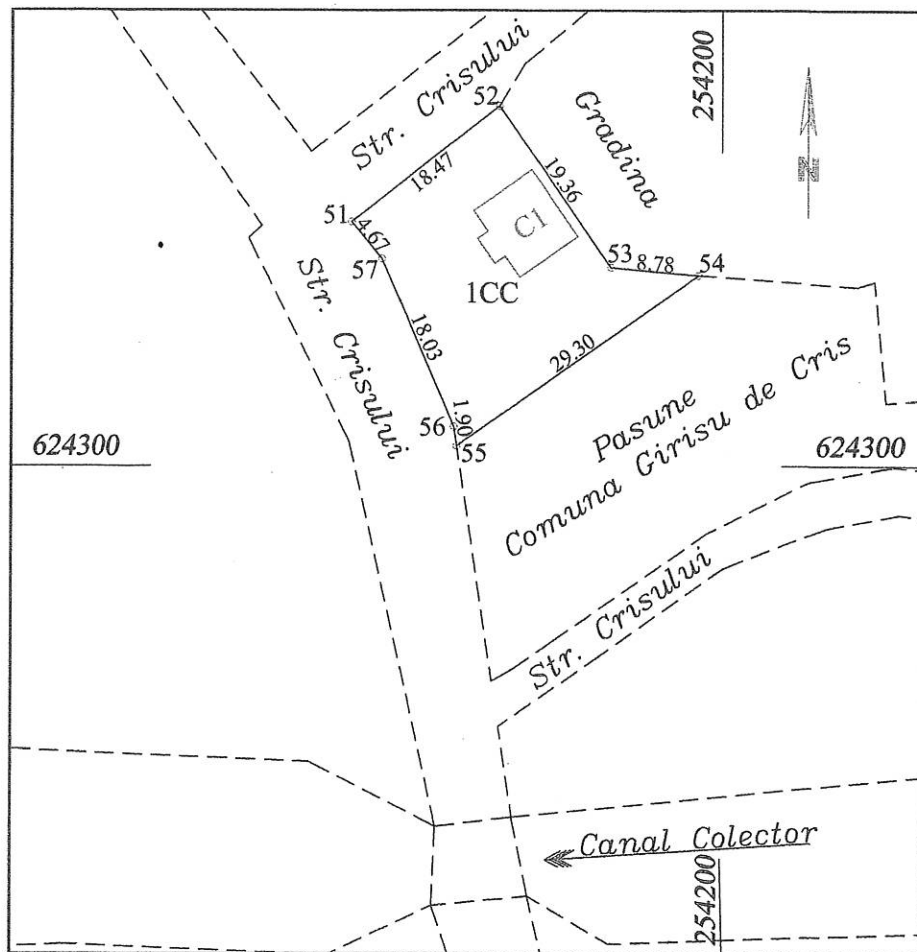 254200
Str. Crisului
52
Gradina
18.47
19.36
51
4.67
C1
57
53
8.78
54
Str. Crisului
1CC
18.03
29.30
1.90
56
55
Pasune
Comuna Girisu de Cris
624300
624300
Str. Crisului
Canal Colector
254200